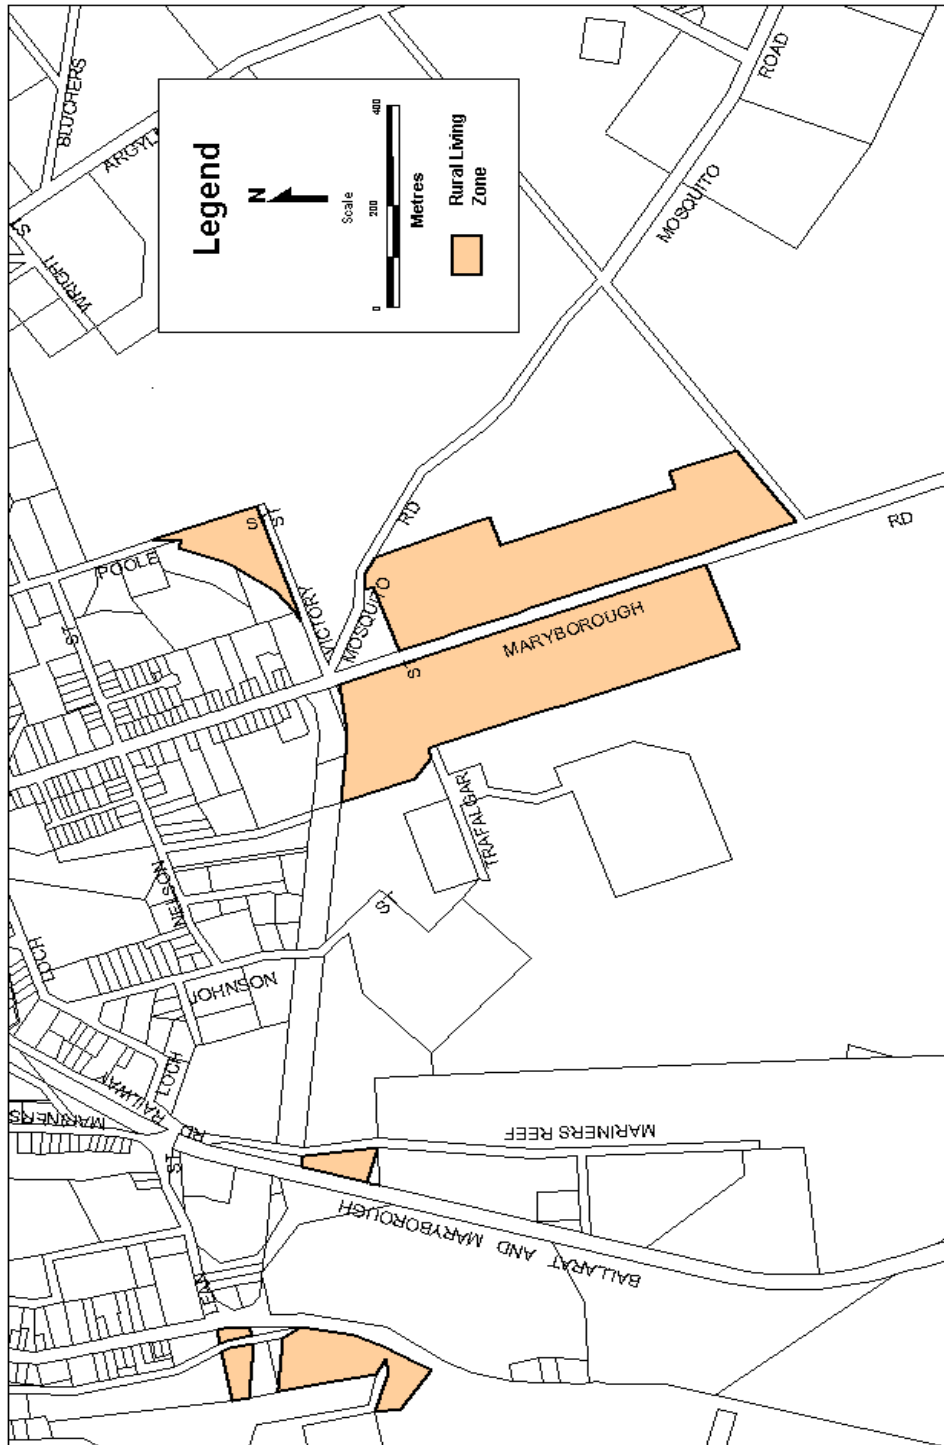 BLUCHERS
ARGYL
ST
WRIGHT
ROAD
MOSQUITO
Legend
N
Scale
0 200 400
Metres
Rural Living
Zone
POOLE
ST
ST
ST
VICTORY
MOSQUITO
RD
ST
MARYBOROUGH
RD
TRAFALGAR
ST
NELSON
LOCH
JOHNSON
LOCH
RAILWAY
MARINERS
RD
ST
MARINERS REEF
BALLARAT AND MARYBOROUGH